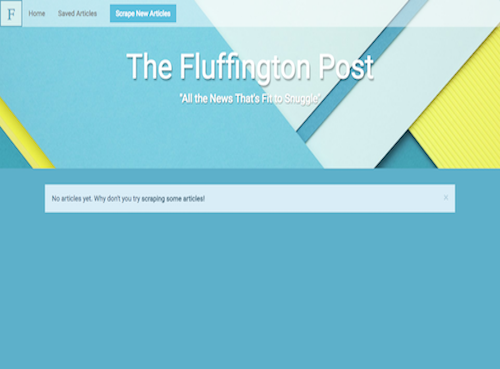 F
Home Saved Articles Scrape New Articles
The Fluffington Post
"All the News That's Fit to Snuggle"
No articles yet. Why don't you try scraping some articles! ×